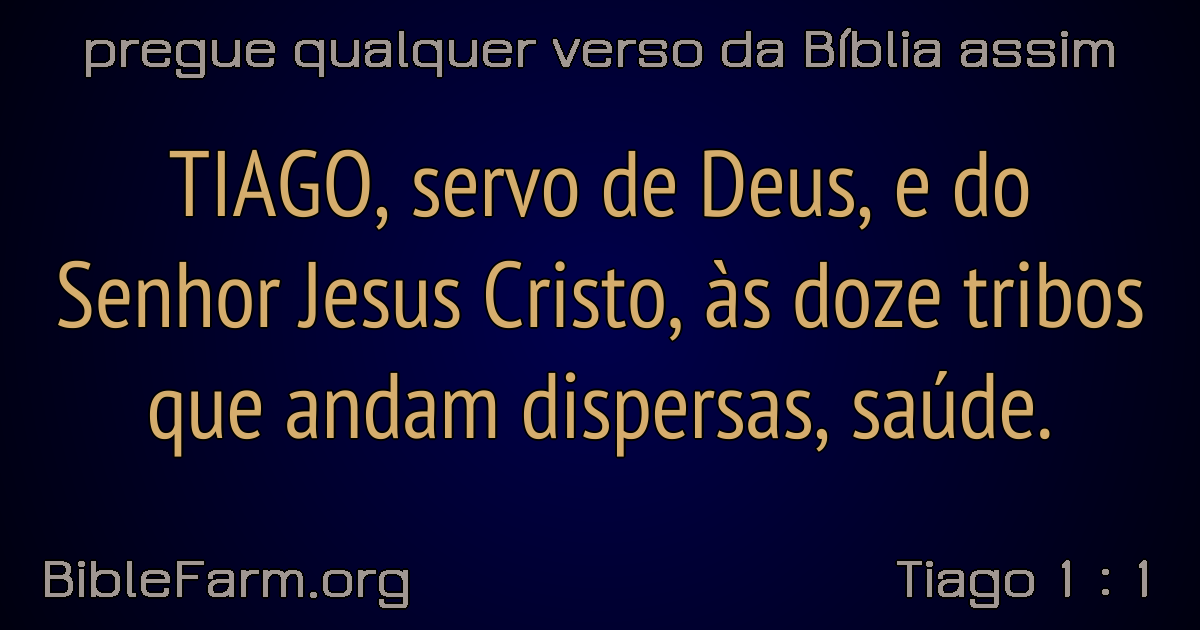 pregue qualquer verso da Bíblia assim
TIAGO, servo de Deus, e do
Senhor Jesus Cristo, às doze tribos
que andam dispersas, saúde.
BibleFarm.org
Tiago 1 : 1